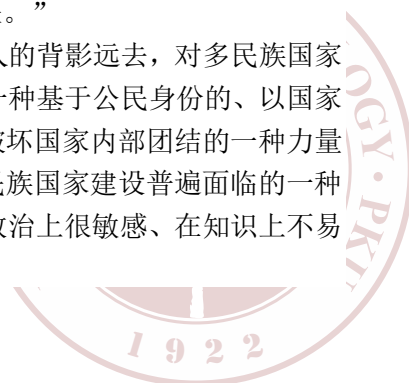 。”
人的背影远去，对多民族国家
一种基于公民身份的、以国家
破坏国家内部团结的一种力量
民族国家建设普遍面临的一种
政治上很敏感、在知识上不易
OGY·PK
1922